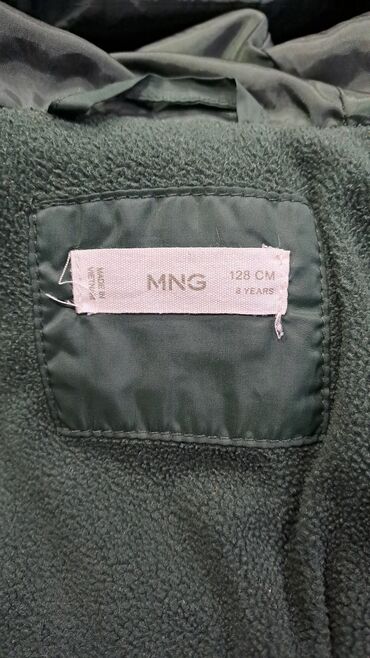 MADE IN
VIETNAM
MNG
128 CM
8 YEARS